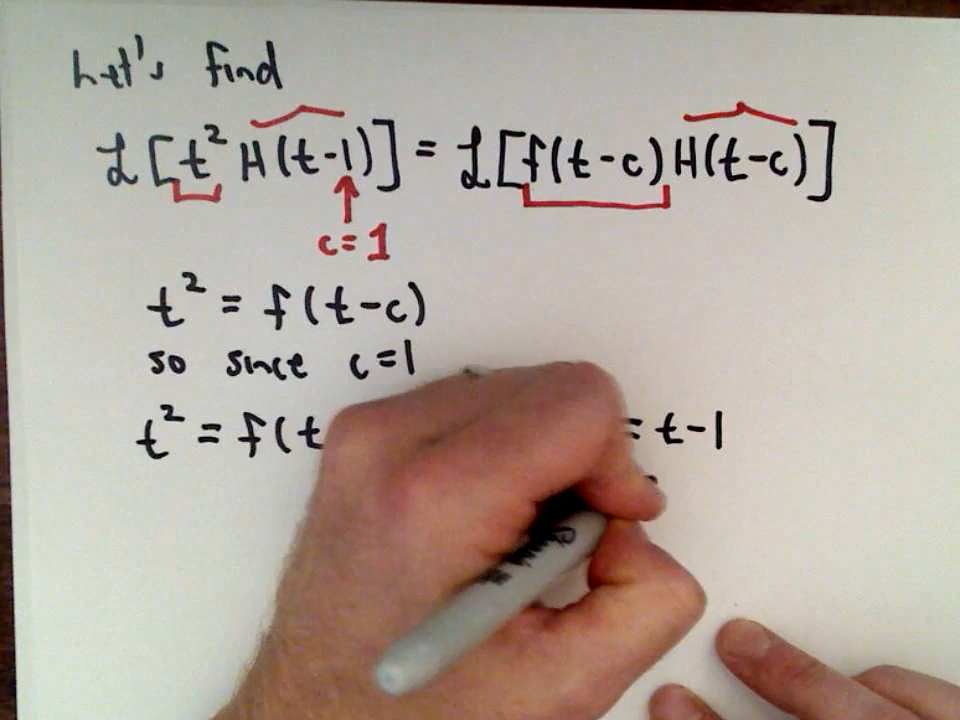 Let's find
ℒ[t² H(t-1)] = ℒ[f(t-c)H(t-c)]
c=1
t² = f(t-c)
so since c=1
t² = f(t = t-1